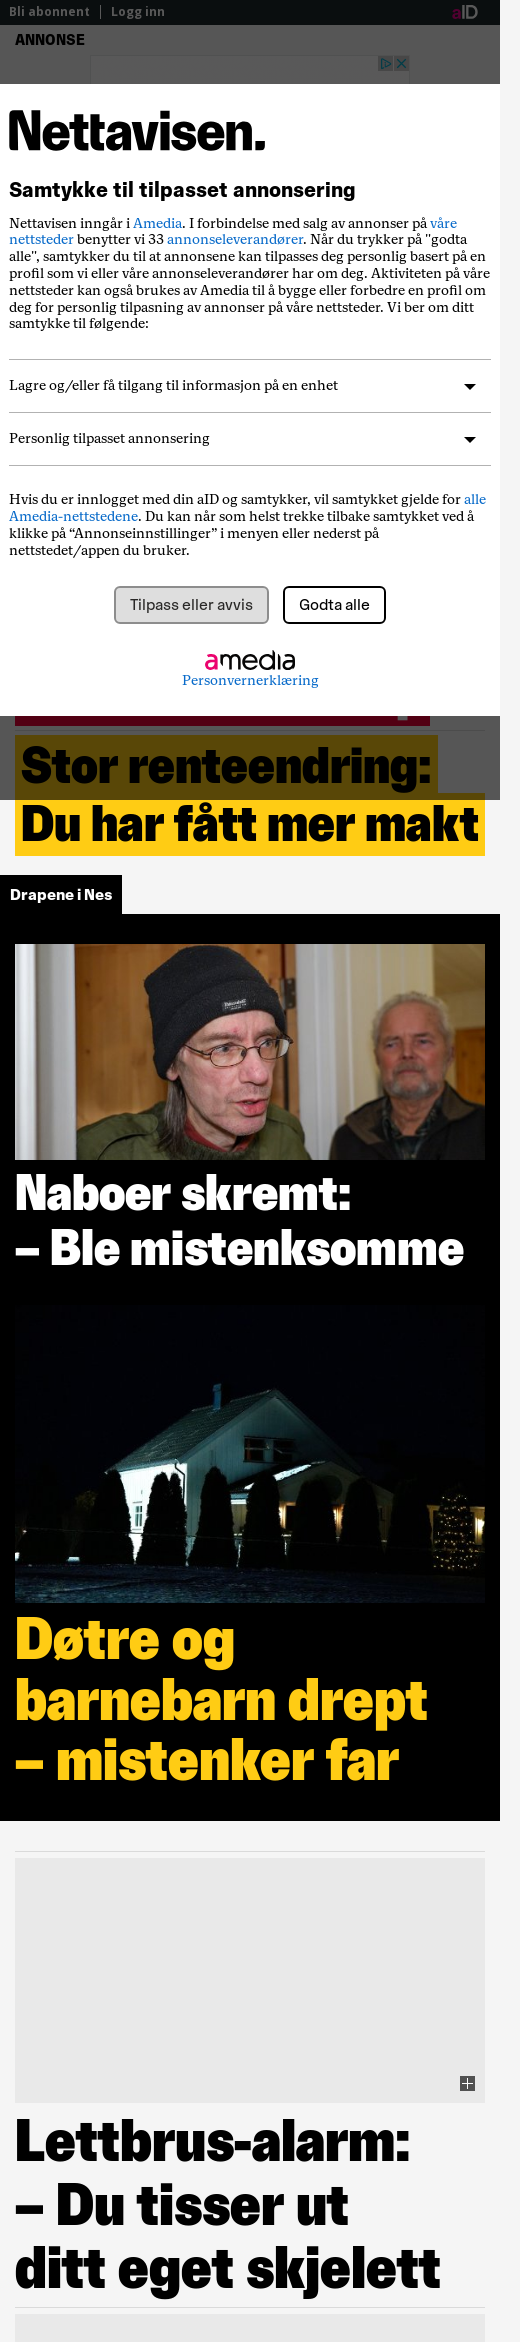 Bli abonnent | Logg inn
aID
ANNONSE
Nettavisen.
Samtykke til tilpasset annonsering
Nettavisen inngår i Amedia. I forbindelse med salg av annonser på våre
nettsteder benytter vi 33 annonseleverandører. Når du trykker på "godta
alle", samtykker du til at annonsene kan tilpasses deg personlig basert på en
profil som vi eller våre annonseleverandører har om deg. Aktiviteten på våre
nettsteder kan også brukes av Amedia til å bygge eller forbedre en profil om
deg for personlig tilpasning av annonser på våre nettsteder. Vi ber om ditt
samtykke til følgende:
Lagre og/eller få tilgang til informasjon på en enhet
Personlig tilpasset annonsering
Hvis du er innlogget med din aID og samtykker, vil samtykket gjelde for alle
Amedia-nettstedene. Du kan når som helst trekke tilbake samtykket ved å
klikke på “Annonseinnstillinger” i menyen eller nederst på
nettstedet/appen du bruker.
Tilpass eller avvis
Godta alle
amedia
Personvernerklæring
Stor renteendring:
Du har fått mer makt
Drapene i Nes
Naboer skremt:
– Ble mistenksomme
Døtre og
barnebarn drept
– mistenker far
Lettbrus-alarm:
– Du tisser ut
ditt eget skjelett